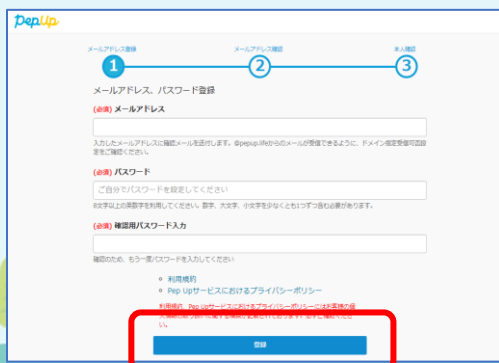 PepUp
メールアドレス登録 メールアドレス確認 本人確認
1 2 3
メールアドレス、パスワード登録
(必須) メールアドレス
入力したメールアドレスに確認メールを送付します。@pepup.lifeからのメールが受信できるように、ドメイン指定受信可否設
定をご確認ください。
(必須) パスワード
ご自分でパスワードを設定してください
8文字以上の英数字を利用してください。数字、大文字、小文字を少なくとも1つずつ含む必要があります。
(必須) 確認用パスワード入力
確認のため、もう一度パスワードを入力してください
利用規約
Pep Upサービスにおけるプライバシーポリシー
利用規約、Pep Upサービスにおけるプライバシーポリシーにはお客様の個
い。
登録